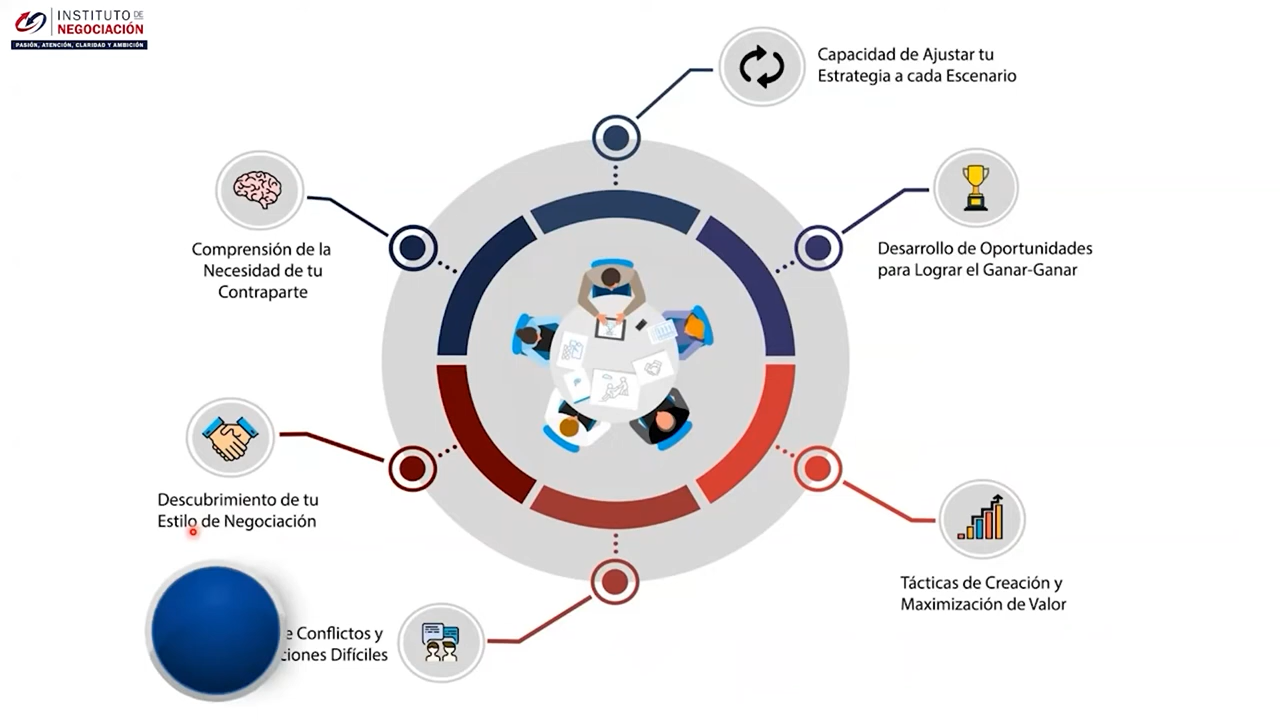 INSTITUTO DE
NEGOCIACIÓN
PASIÓN, ATENCIÓN, CLARIDAD Y AMBICIÓN
Capacidad de Ajustar tu
Estrategia a cada Escenario
Comprensión de la
Necesidad de tu
Contraparte
Desarrollo de Oportunidades
para Lograr el Ganar-Ganar
Descubrimiento de tu
Estilo de Negociación
Tácticas de Creación y
Maximización de Valor
Conflictos y
Difíciles